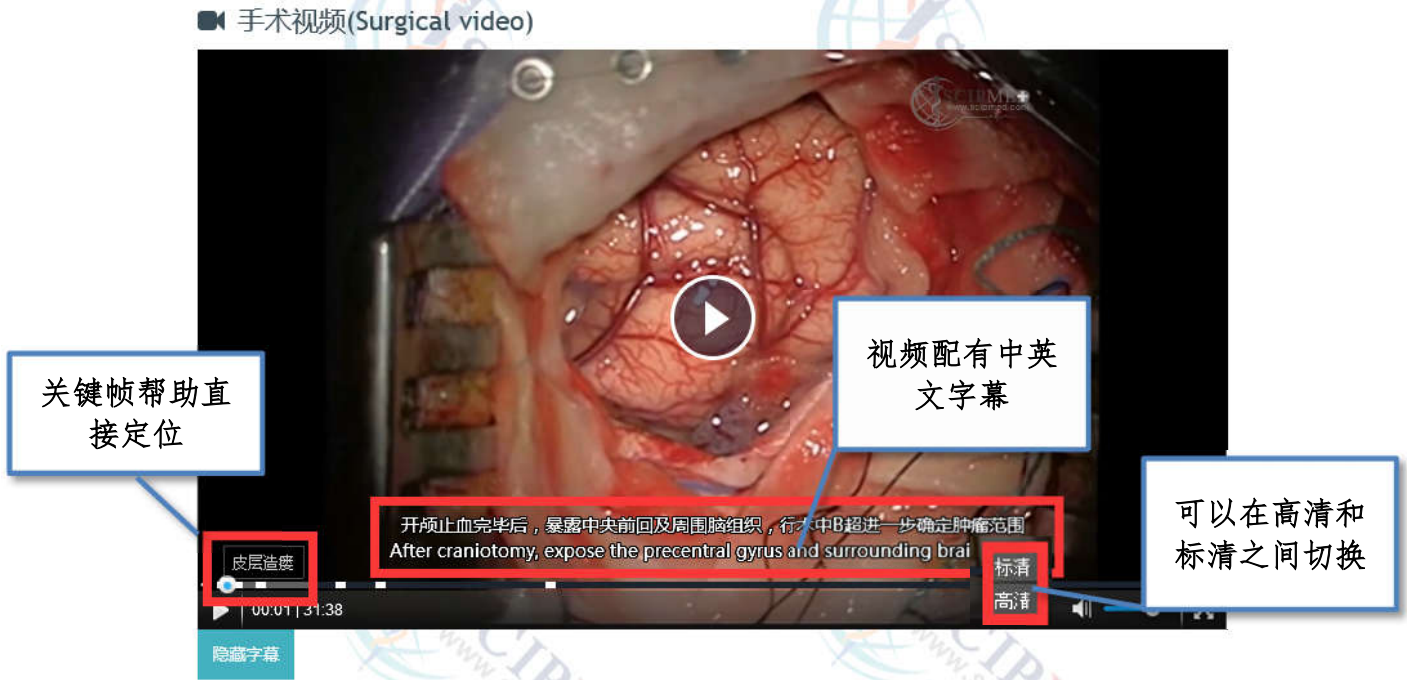 手术视频(Surgical video)
SCIPMED
www.scipmed.com
视频配有中英
文字幕
关键帧帮助直
接定位
可以在高清和
标清之间切换
开颅止血完毕后，暴露中央前回及周围脑组织，行术中B超进一步确定肿瘤范围
After craniotomy, expose the precentral gyrus and surrounding brai
皮层造瘘
标清
高清
00:01 | 31:38
隐藏字幕